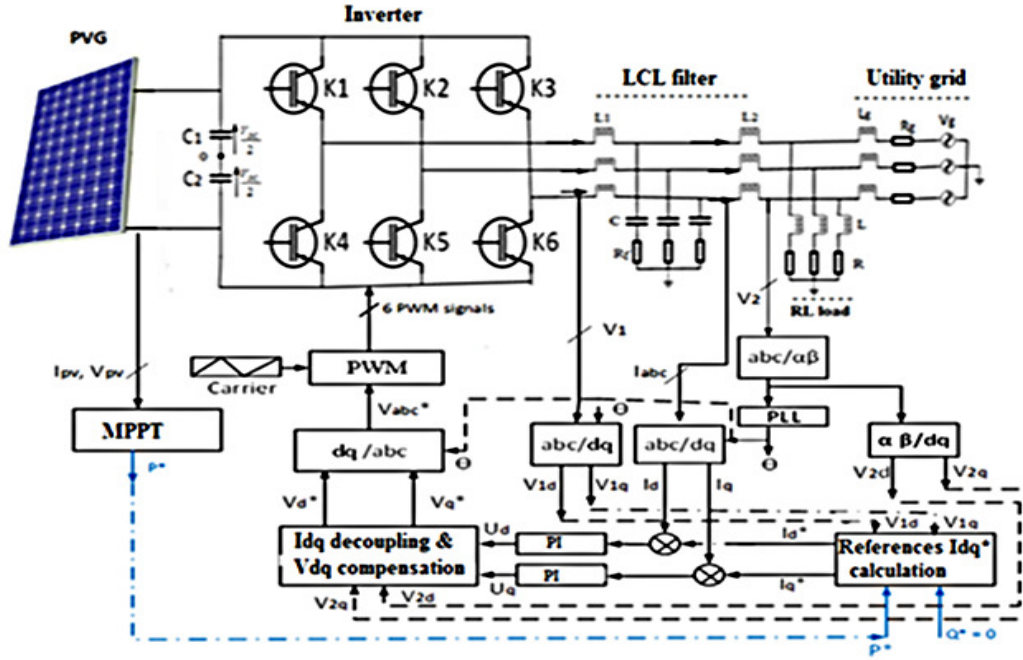 Inverter
PVG
K1
K2
K3
LCL filter
Utility grid
L1
L2
Lg
Rg
Vg
C1
2
o
C2
2
K4
K5
K6
C
Rf
L
R
RL load
V2
6 PWM signals
V1
abc/αβ
Ipv, Vpv
PWM
Carrier
Iabc
Vabc*
Θ
PLL
MPPT
dq /abc
Θ
abc/dq
abc/dq
α β/dq
Θ
P*
V1d
V1q
Id
Iq
V2d
V2q
Vd*
Vq*
V1d
V1q
Idq decoupling &
Vdq compensation
Ud
PI
Id*
References Idq*
calculation
Uq
PI
Iq*
V2q
V2d
P*
Q* = 0